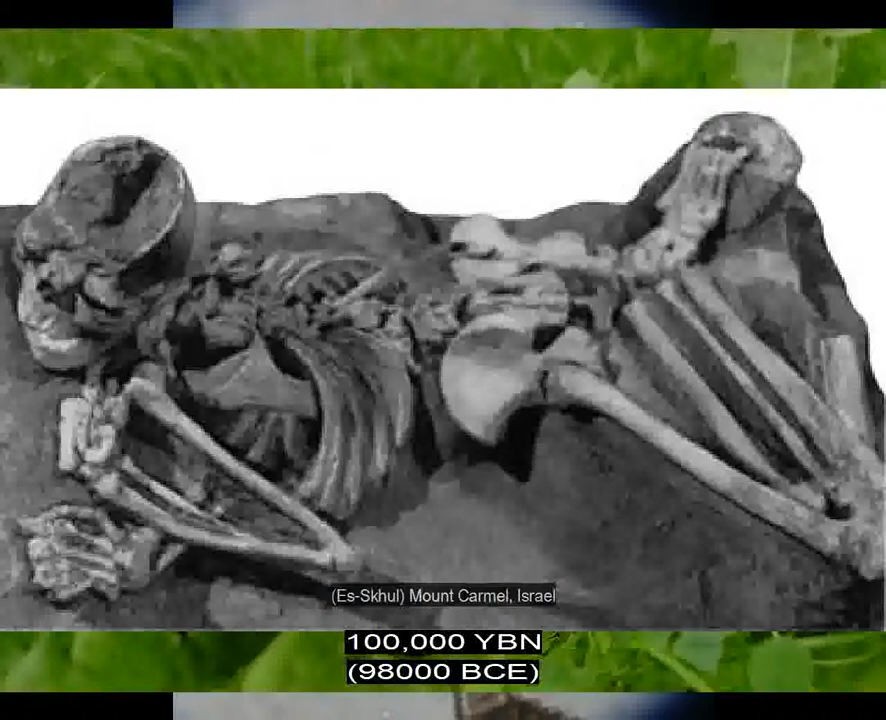 (Es-Skhul) Mount Carmel, Israel
100,000 YBN
(98000 BCE)